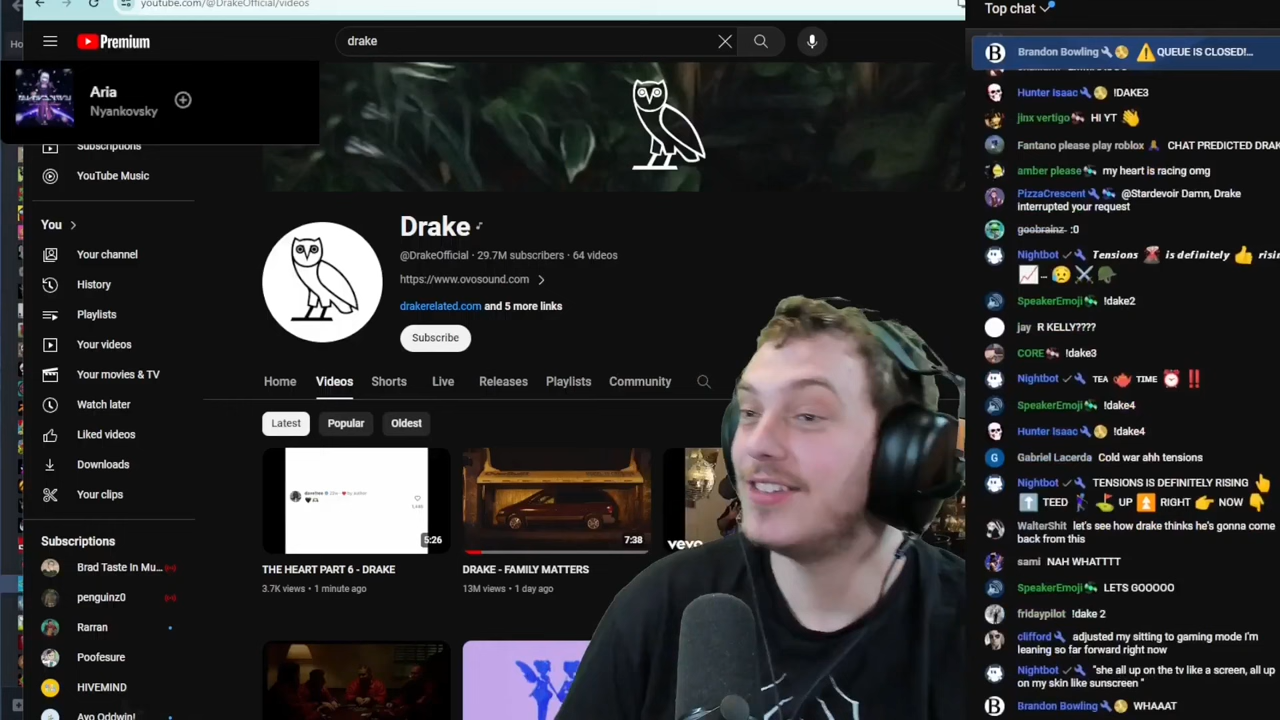 youtube.com/@DrakeOfficial/videos
Premium
drake
Aria
Nyankovsky
Subscriptions
YouTube Music
You
Your channel
History
Playlists
Your videos
Your movies & TV
Watch later
Liked videos
Downloads
Your clips
Subscriptions
Brad Taste In Mu...
penguinz0
Rarran
Poofesure
HIVEMIND
Ayo Oddwin!
Drake
@DrakeOfficial · 29.7M subscribers · 64 videos
https://www.ovosound.com
drakerelated.com and 5 more links
Subscribe
Home Videos Shorts Live Releases Playlists Community
Latest Popular Oldest
5:26
7:38
vevo
THE HEART PART 6 - DRAKE
3.7K views · 1 minute ago
DRAKE - FAMILY MATTERS
13M views · 1 day ago
Top chat
B Brandon Bowling ⚠️QUEUE IS CLOSED!...
Hunter Isaac !DAKE3
jinx vertigo HI YT 👋
Fantano please play roblox CHAT PREDICTED DRAK
amber please my heart is racing omg
PizzaCrescent @Stardevoir Damn, Drake
interrupted your request
goobrainz :0
Nightbot ✓ Tensions 🌋 is definitely 👍 risin
📈 .. 😥 ⚔️ 🪖
SpeakerEmoji !dake2
jay R KELLY????
CORE !dake3
Nightbot ✓ TEA 🫖 TIME ⏰ ‼️
SpeakerEmoji !dake4
Hunter Isaac !dake4
G Gabriel Lacerda Cold war ahh tensions
Nightbot ✓ TENSIONS IS DEFINITELY RISING 👆
⬆️ TEED 🏌️ ⛳ UP ⏫ RIGHT 👉 NOW 👇
WalterShit let's see how drake thinks he's gonna come
back from this
sami NAH WHATTTT
SpeakerEmoji LETS GOOOOO
fridaypilot !dake 2
clifford adjusted my sitting to gaming mode I'm
leaning so far forward right now
Nightbot ✓ "she all up on the tv like a screen, all up
on my skin like sunscreen "
B Brandon Bowling WHAAAT